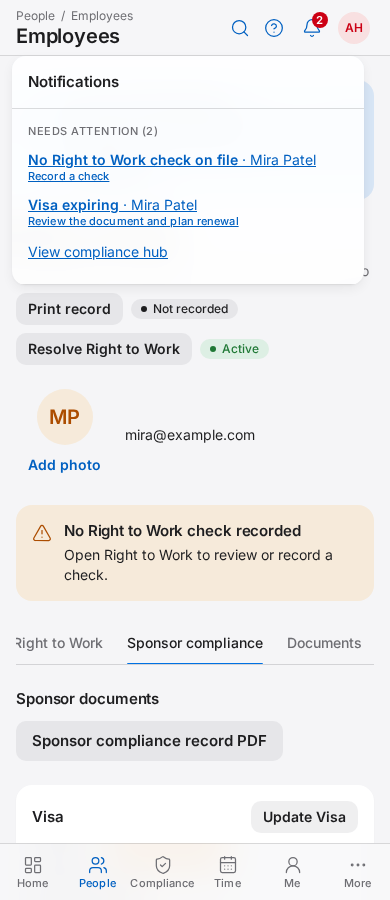 People / Employees
Employees
2
AH
Notifications
NEEDS ATTENTION (2)
No Right to Work check on file · Mira Patel
Record a check
Visa expiring · Mira Patel
Review the document and plan renewal
View compliance hub
Print record
Not recorded
Resolve Right to Work
Active
MP
mira@example.com
Add photo
No Right to Work check recorded
Open Right to Work to review or record a
check.
Right to Work Sponsor compliance Documents
Sponsor documents
Sponsor compliance record PDF
Visa
Update Visa
Home People Compliance Time Me More